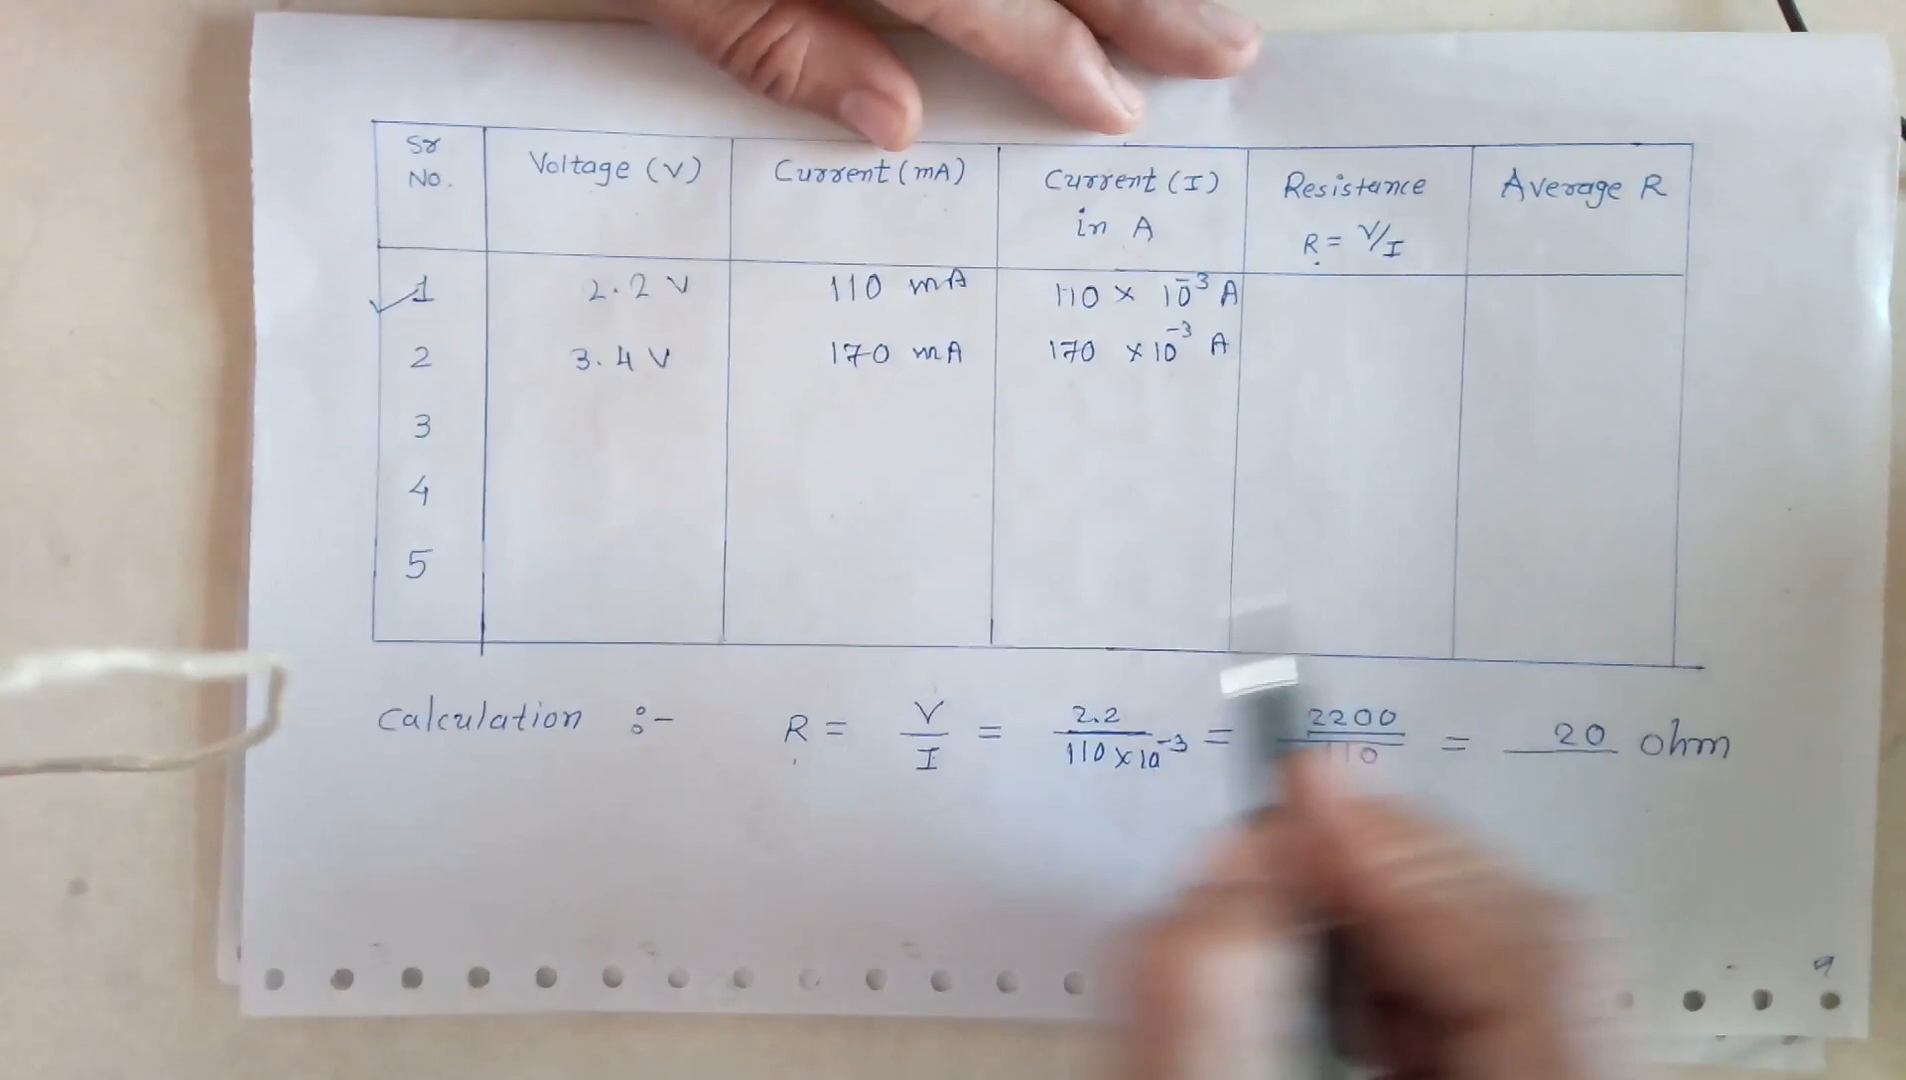 Sr No. Voltage (V) Current (mA) Current (I) in A Resistance R = V/I Average R
1 2.2 V 110 mA 110 × 10⁻³ A
2 3.4 V 170 mA 170 × 10⁻³ A
3
4
5
Calculation :- R = V/I = 2.2/110 × 10⁻³ = 2200/110 = 20 ohm